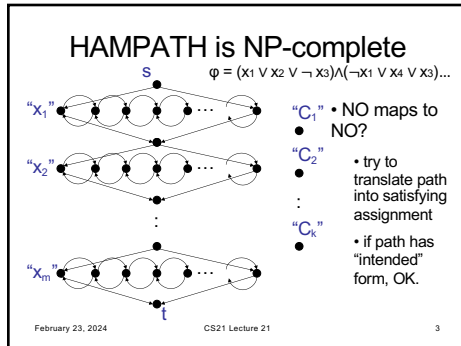 HAMPATH is NP-complete
s
φ = (x₁ ∨ x₂ ∨ ¬ x₃)∧(¬x₁ ∨ x₄ ∨ x₃)...
“x₁”
...
“x₂”
...
:
“xₘ”
...
t
“C₁”
“C₂”
:
“Cₖ”
• NO maps to NO?
• try to translate path into satisfying assignment
• if path has “intended” form, OK.
February 23, 2024
CS21 Lecture 21
3